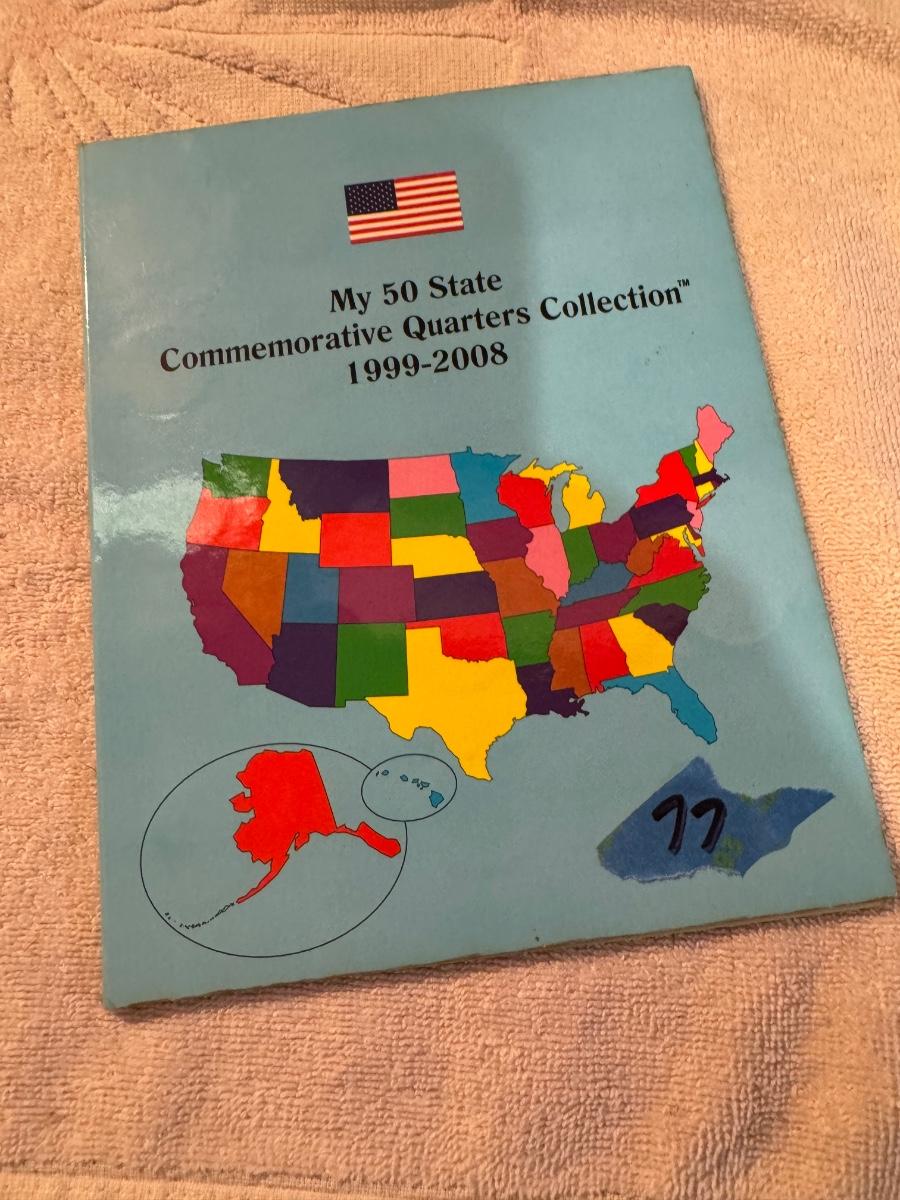 My 50 State
Commemorative Quarters Collection™
1999-2008
77